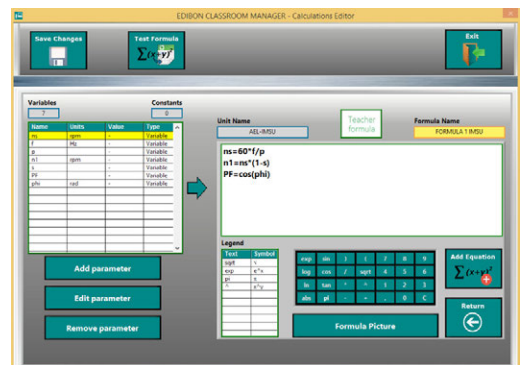 EDIBON CLASSROOM MANAGER - Calculations Editor
Save Changes
Test Formula
Σ(x+y)²
Exit
Variables
Constants
7
0
Name Units Value Type
ns rpm - Variable
f Hz - Variable
p - Variable
n1 rpm - Variable
s - Variable
PF - Variable
phi rad - Variable
Add parameter
Edit parameter
Remove parameter
Unit Name
AEL-IMSU
Teacher
formula
Formula Name
FORMULA 1 IMSU
ns=60*f/p
n1=ns*(1-s)
PF=cos(phi)
Legend
Text Symbol
sqrt √
exp e^x
pi
^
exp sin ) ( 7 8 9
log cos / sqrt 4 5 6
ln tan * ^ 1 2 3
abs pi - + . 0 C
Formula Picture
Add Equation
Σ(x+y)²
Return